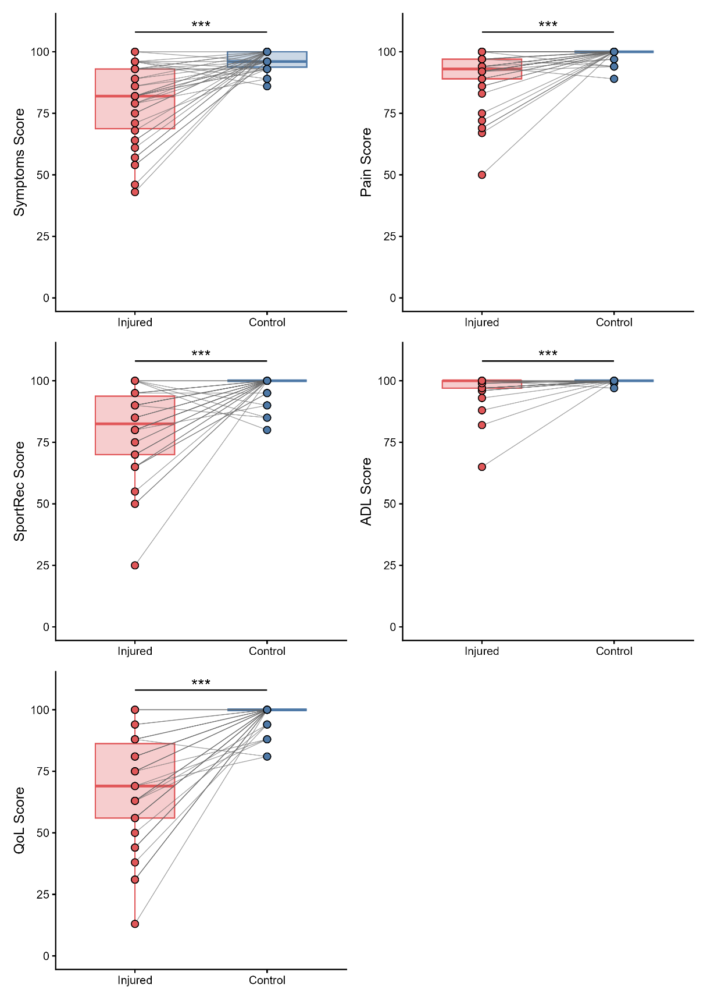 ***
Symptoms Score
100
75
50
25
0
Injured
Control
***
Pain Score
100
75
50
25
0
Injured
Control
***
SportRec Score
100
75
50
25
0
Injured
Control
***
ADL Score
100
75
50
25
0
Injured
Control
***
QoL Score
100
75
50
25
0
Injured
Control